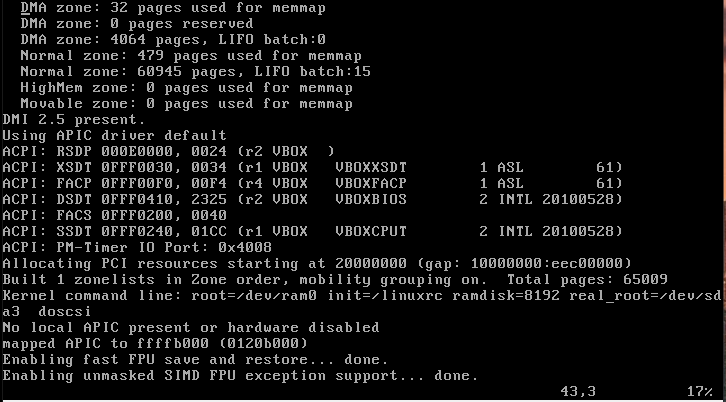 DMA zone: 32 pages used for memmap
DMA zone: 0 pages reserved
DMA zone: 4064 pages, LIFO batch:0
Normal zone: 479 pages used for memmap
Normal zone: 60945 pages, LIFO batch:15
HighMem zone: 0 pages used for memmap
Movable zone: 0 pages used for memmap
DMI 2.5 present.
Using APIC driver default
ACPI: RSDP 000E0000, 0024 (r2 VBOX  )
ACPI: XSDT 0FFF0030, 0034 (r1 VBOX   VBOXXSDT        1 ASL        61)
ACPI: FACP 0FFF00F0, 00F4 (r4 VBOX   VBOXFACP        1 ASL        61)
ACPI: DSDT 0FFF0410, 2325 (r2 VBOX   VBOXBIOS        2 INTL 20100528)
ACPI: FACS 0FFF0200, 0040
ACPI: SSDT 0FFF0240, 01CC (r1 VBOX   VBOXCPUT        2 INTL 20100528)
ACPI: PM-Timer IO Port: 0x4008
Allocating PCI resources starting at 20000000 (gap: 10000000:eec00000)
Built 1 zonelists in Zone order, mobility grouping on.  Total pages: 65009
Kernel command line: root=/dev/ram0 init=/linuxrc ramdisk=8192 real_root=/dev/sd
a3  doscsi
No local APIC present or hardware disabled
mapped APIC to ffffb000 (0120b000)
Enabling fast FPU save and restore... done.
Enabling unmasked SIMD FPU exception support... done.
43,3          17%